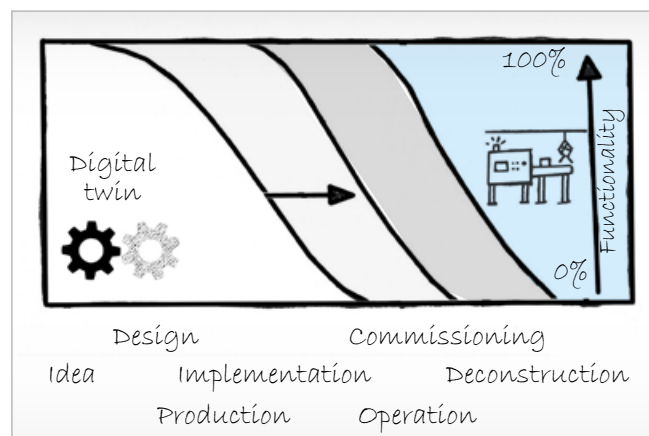 100%
Functionality
Digital
twin
0%
Design Commissioning
Idea Implementation Deconstruction
Production Operation